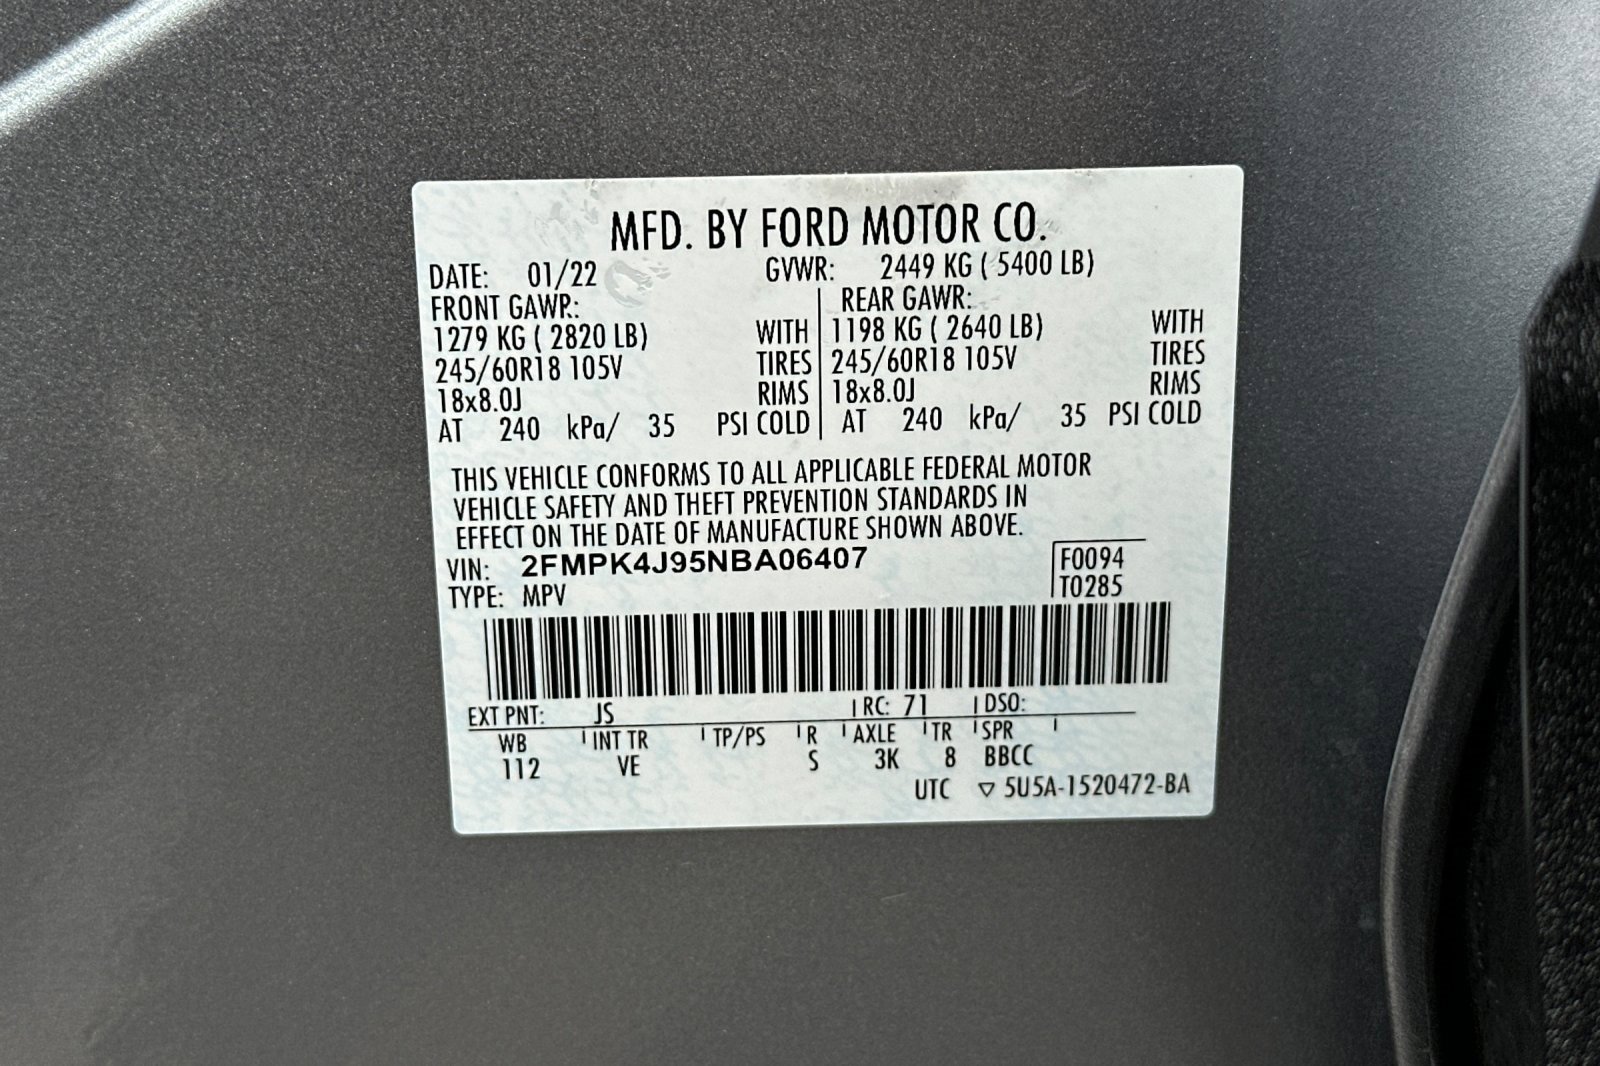 MFD. BY FORD MOTOR CO.
DATE: 01/22 GVWR: 2449 KG ( 5400 LB)
FRONT GAWR: REAR GAWR:
1279 KG ( 2820 LB) WITH 1198 KG ( 2640 LB) WITH
245/60R18 105V TIRES 245/60R18 105V TIRES
18x8.0J RIMS 18x8.0J RIMS
AT 240 kPa/ 35 PSI COLD AT 240 kPa/ 35 PSI COLD
THIS VEHICLE CONFORMS TO ALL APPLICABLE FEDERAL MOTOR
VEHICLE SAFETY AND THEFT PREVENTION STANDARDS IN
EFFECT ON THE DATE OF MANUFACTURE SHOWN ABOVE.
VIN: 2FMPK4J95NBA06407 F0094
TYPE: MPV T0285
EXT PNT: JS RC: 71 DSO:
WB INT TR TP/PS R AXLE TR SPR
112 VE S 3K 8 BBCC
UTC ▽ 5U5A-1520472-BA